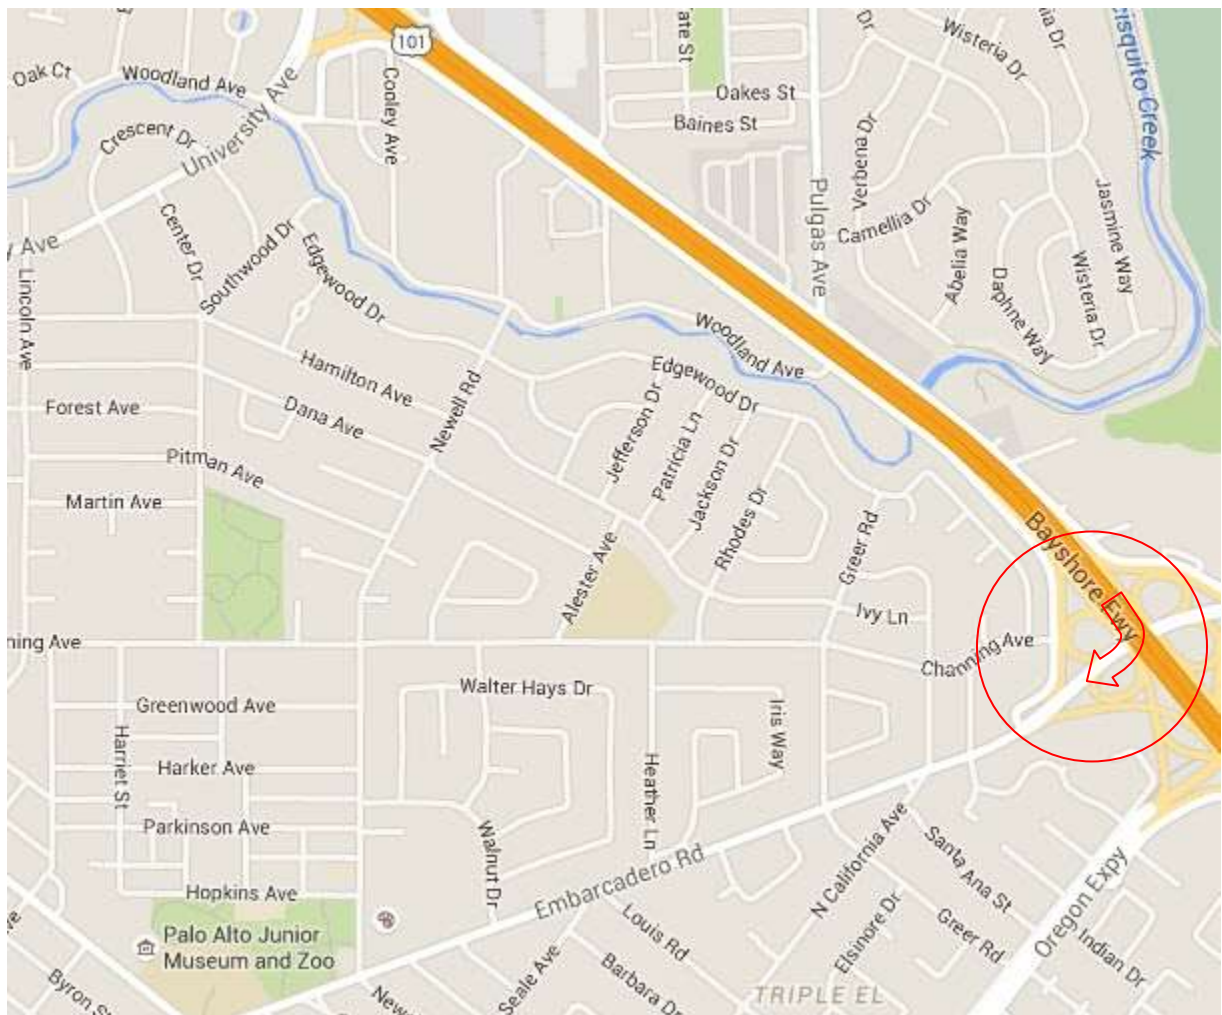 101
Oak Ct
Woodland Ave
University Ave
Cooley Ave
Crescent Dr
Center Dr
Southwood Dr
Edgewood Dr
Ave
Lincoln Ave
Oakes St
Baines St
Pulgas Ave
Verbena Dr
Wisteria Dr
Dr
Camellia Dr
Abelia Way
Daphne Way
Jasmine Way
Wisteria Dr
Hamilton Ave
Dana Ave
Newell Rd
Forest Ave
Pitman Ave
Martin Ave
Woodland Ave
Edgewood Dr
Jefferson Dr
Patricia Ln
Jackson Dr
Rhodes Dr
Greer Rd
Alester Ave
Ivy Ln
Bayshore Fwy
Channing Ave
ning Ave
Greenwood Ave
Harriet St
Harker Ave
Parkinson Ave
Hopkins Ave
Walter Hays Dr
Walnut Dr
Heather Ln
Iris Way
Embarcadero Rd
N California Ave
Santa Ana St
Oregon Expy
Louis Rd
Elsinore Dr
Greer Rd
Indian Dr
Seale Ave
Barbara Dr
Palo Alto Junior
Museum and Zoo
TRIPLE EL